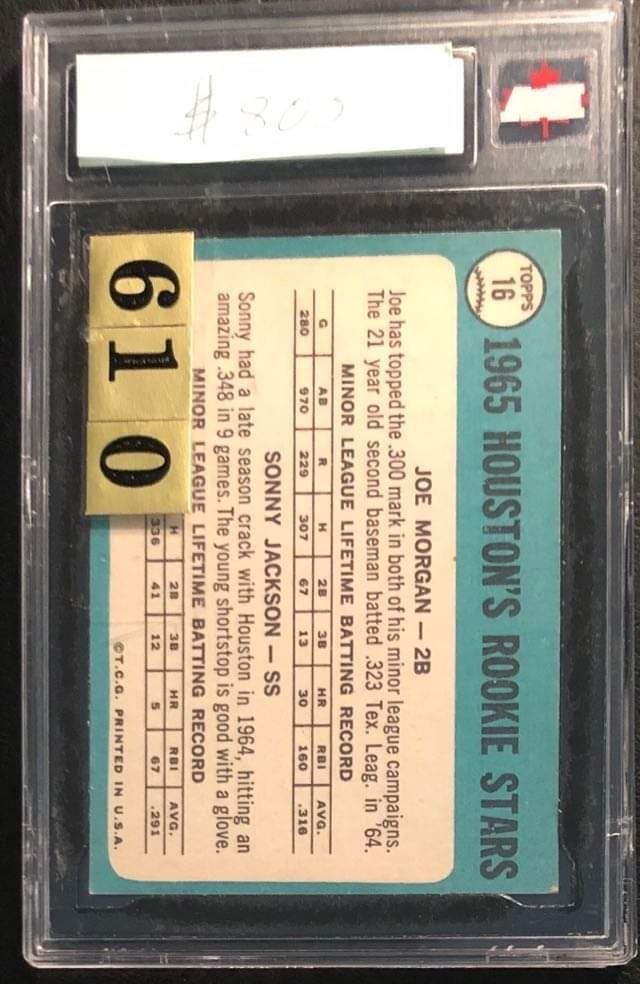 $800
TOPPS
16
1965 HOUSTON'S ROOKIE STARS
JOE MORGAN — 2B
Joe has topped the .300 mark in both of his minor league campaigns.
The 21 year old second baseman batted .323 Tex. Leag. in '64.
MINOR LEAGUE LIFETIME BATTING RECORD
G AB R H 2B 3B HR RBI AVG.
280 970 229 307 67 13 30 160 .316
SONNY JACKSON — SS
Sonny had a late season crack with Houston in 1964, hitting an
amazing .348 in 9 games. The young shortstop is good with a glove.
MINOR LEAGUE LIFETIME BATTING RECORD
H 2B 3B HR RBI AVG.
336 41 12 5 67 .291
©T.C.G. PRINTED IN U.S.A.
610